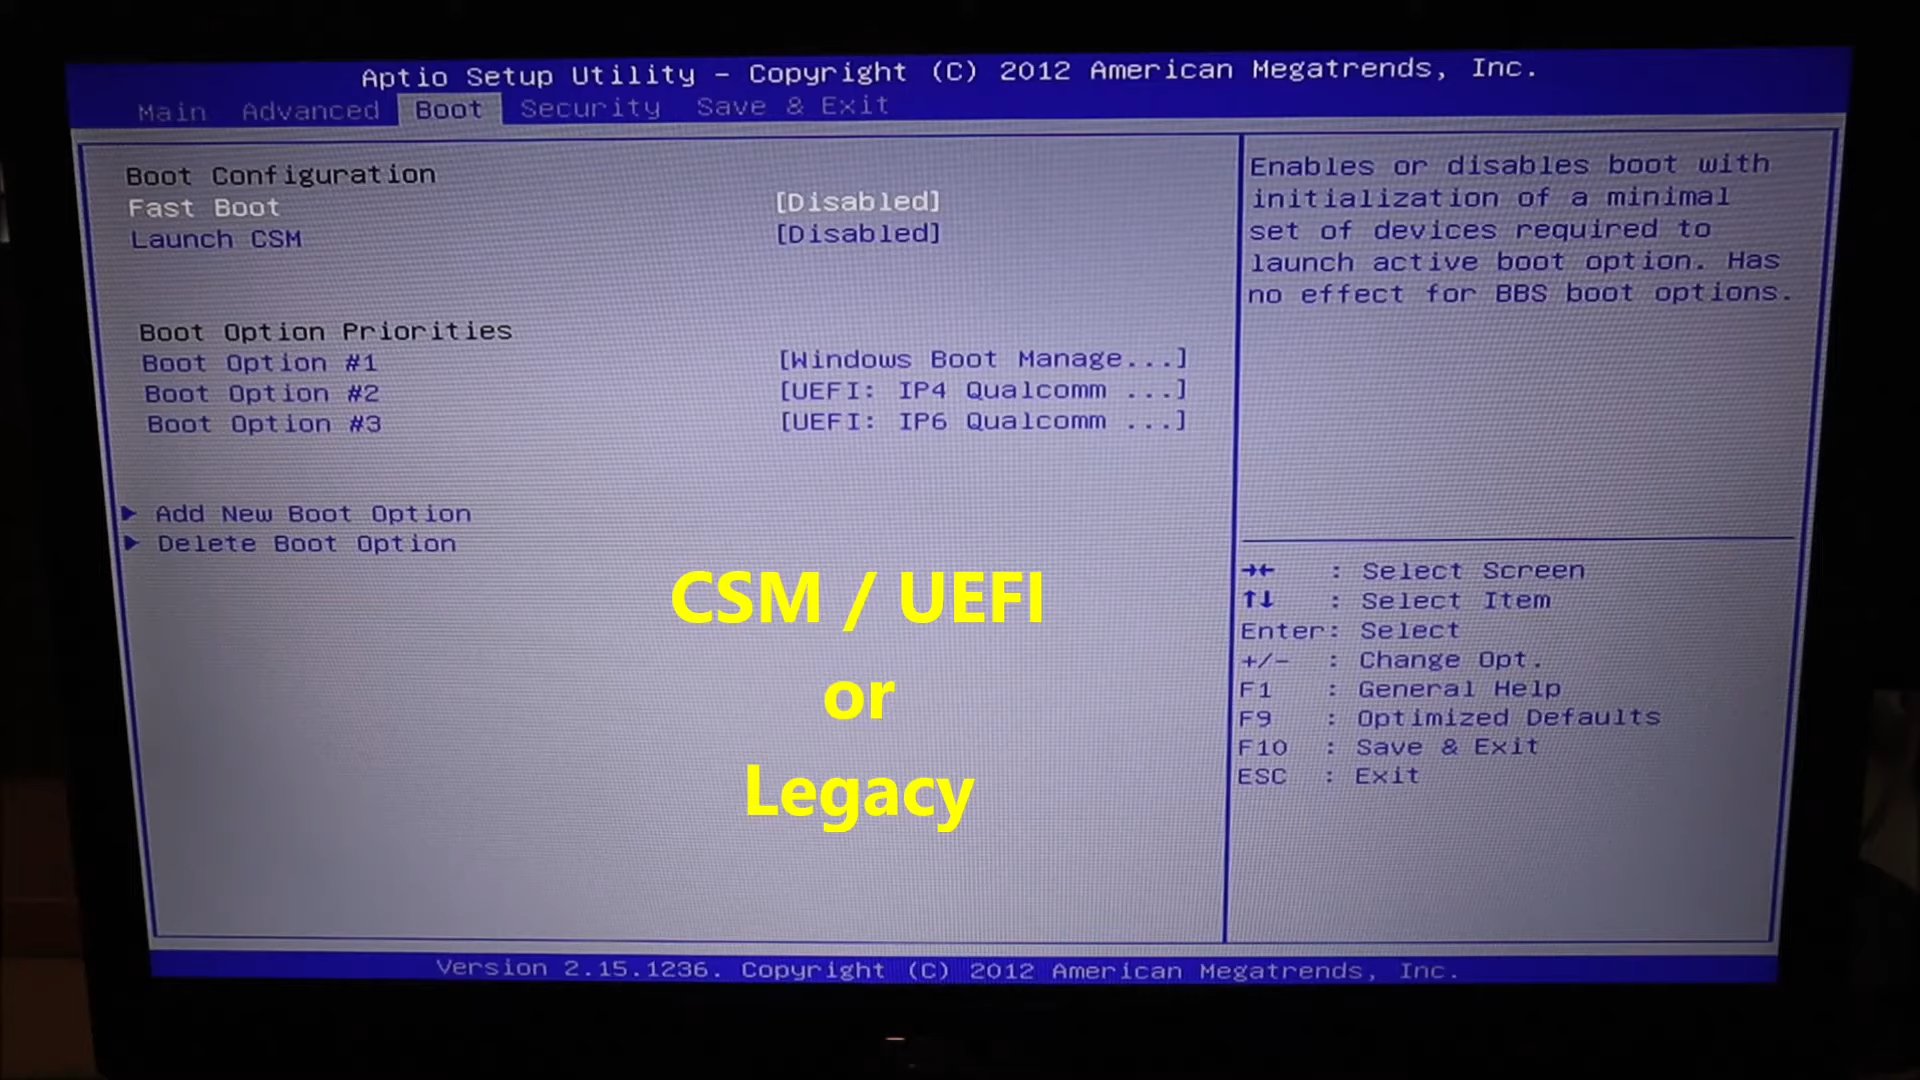 Aptio Setup Utility – Copyright (C) 2012 American Megatrends, Inc.
Main Advanced Boot Security Save & Exit
Boot Configuration
Fast Boot [Disabled]
Launch CSM [Disabled]
Boot Option Priorities
Boot Option #1 [Windows Boot Manage...]
Boot Option #2 [UEFI: IP4 Qualcomm ...]
Boot Option #3 [UEFI: IP6 Qualcomm ...]
► Add New Boot Option
► Delete Boot Option
CSM / UEFI
or
Legacy
Enables or disables boot with
initialization of a minimal
set of devices required to
launch active boot option. Has
no effect for BBS boot options.
→← : Select Screen
↑↓ : Select Item
Enter: Select
+/– : Change Opt.
F1 : General Help
F9 : Optimized Defaults
F10 : Save & Exit
ESC : Exit
Version 2.15.1236. Copyright (C) 2012 American Megatrends, Inc.